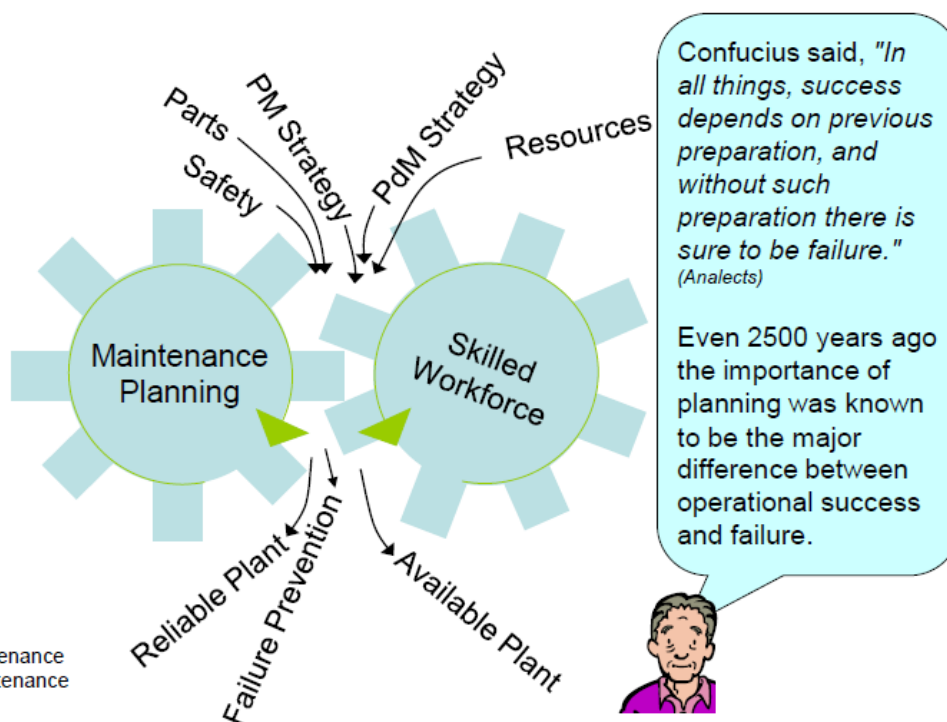 Parts
Safety
PM Strategy
PdM Strategy
Resources
Maintenance
Planning
Skilled
Workforce
Reliable Plant
Failure Prevention
Available Plant
tenance
tenance
Confucius said, "In
all things, success
depends on previous
preparation, and
without such
preparation there is
sure to be failure."
(Analects)
Even 2500 years ago
the importance of
planning was known
to be the major
difference between
operational success
and failure.